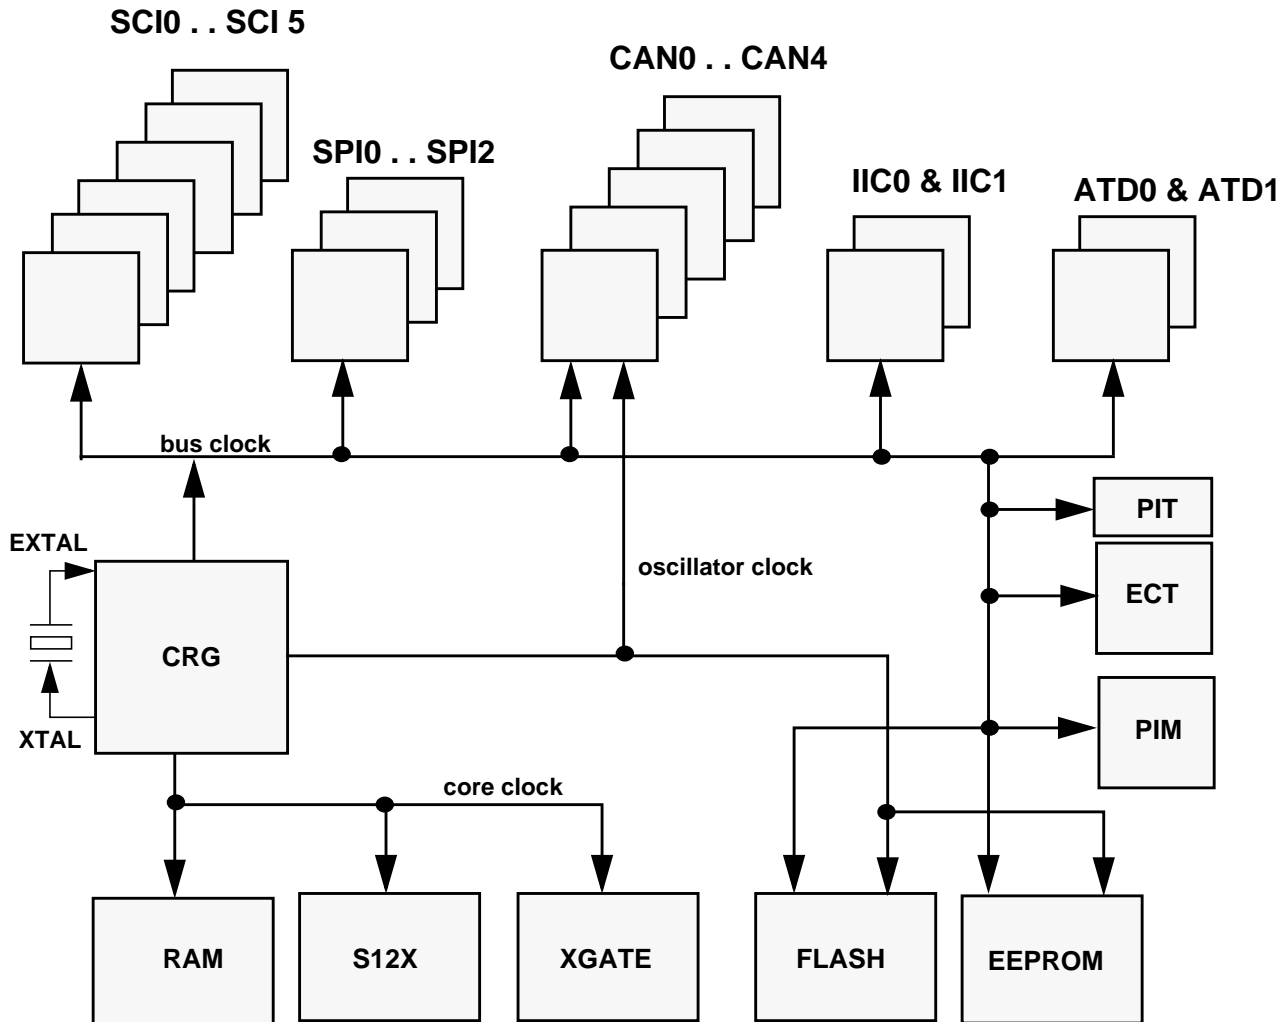 SCI0 . . SCI 5
CAN0 . . CAN4
SPI0 . . SPI2
IIC0 & IIC1
ATD0 & ATD1
bus clock
PIT
EXTAL
oscillator clock
ECT
CRG
XTAL
PIM
core clock
RAM
S12X
XGATE
FLASH
EEPROM